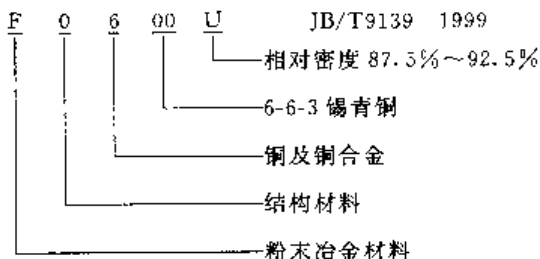 F 0 6 00 U JB/T9139 1999
相对密度 87.5%～92.5%
6-6-3 锡青铜
铜及铜合金
结构材料
粉末冶金材料